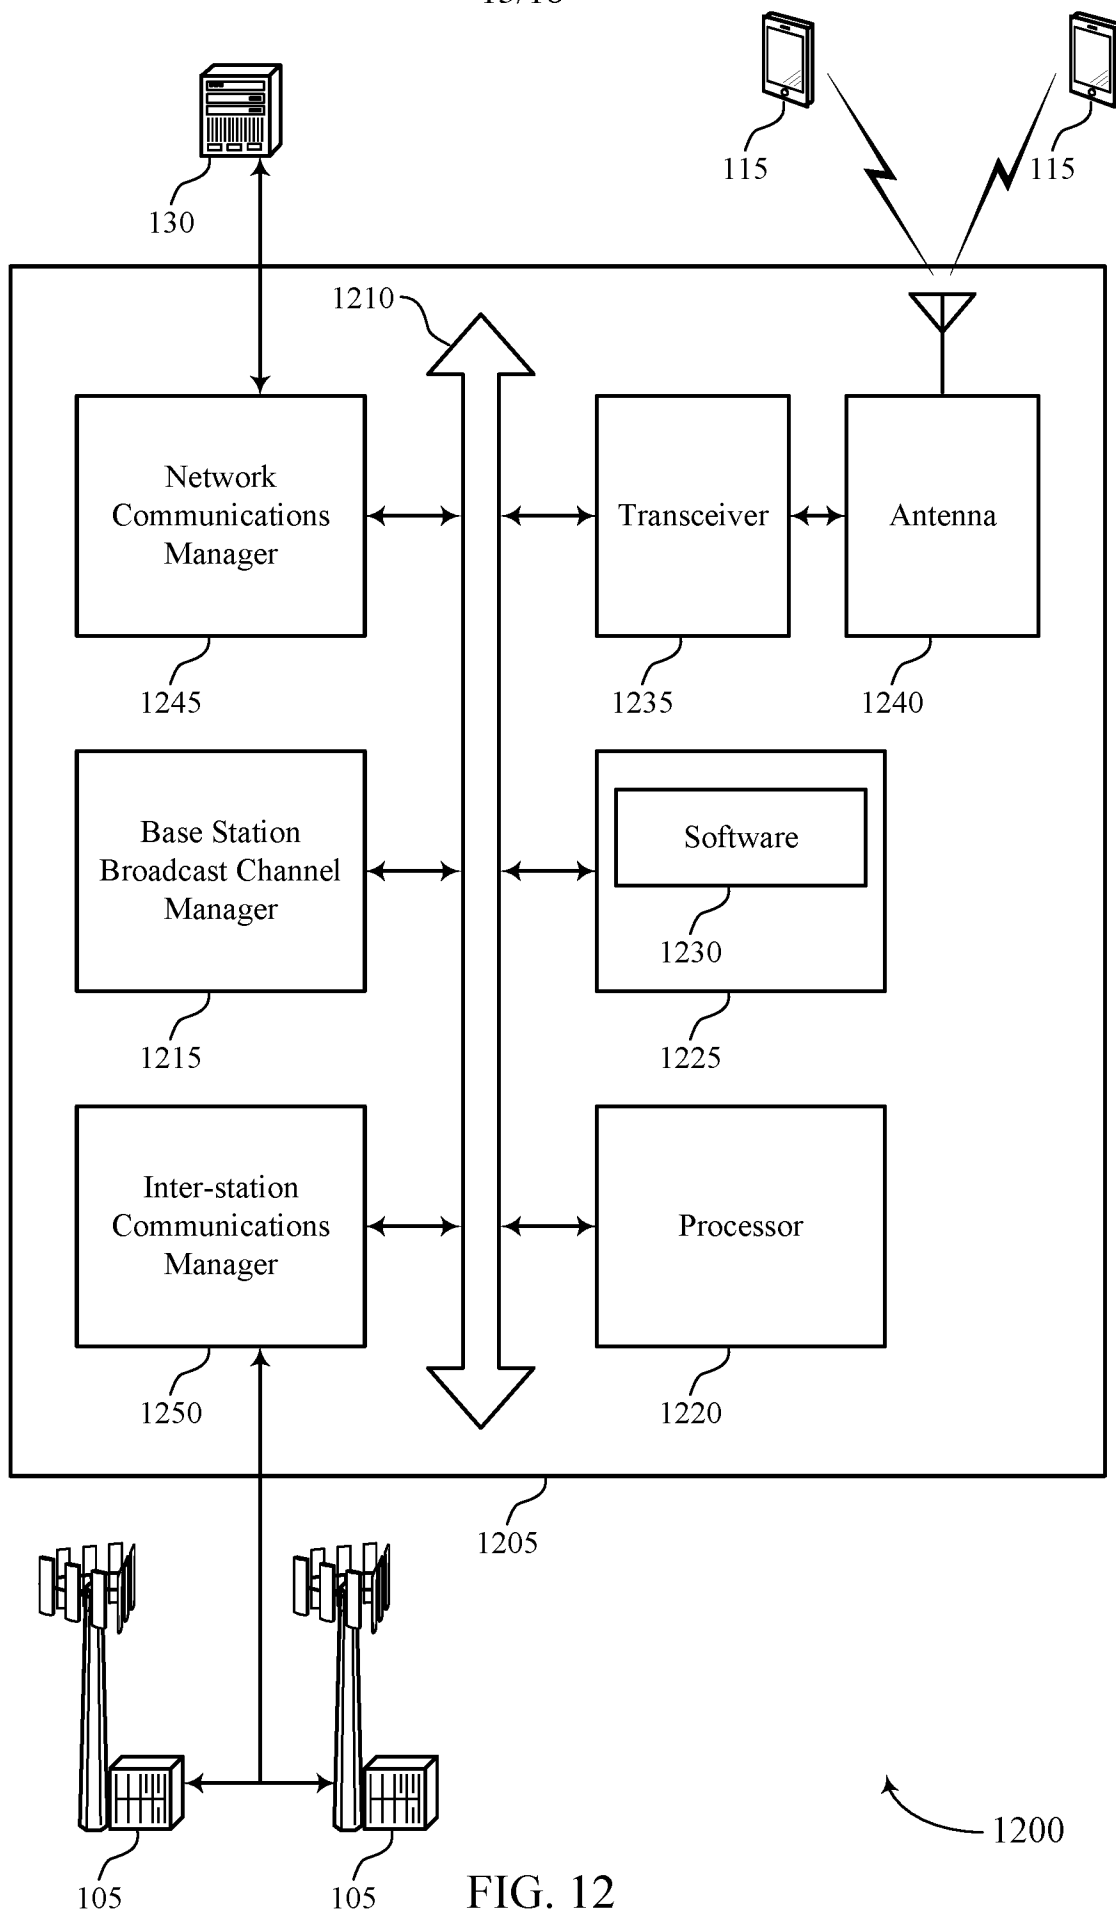 115
115
130
1210
Network
Communications
Manager
Transceiver
Antenna
1245
1235
1240
Base Station
Broadcast Channel
Manager
Software
1230
1215
1225
Inter-station
Communications
Manager
Processor
1250
1220
1205
1200
105
105
FIG. 12